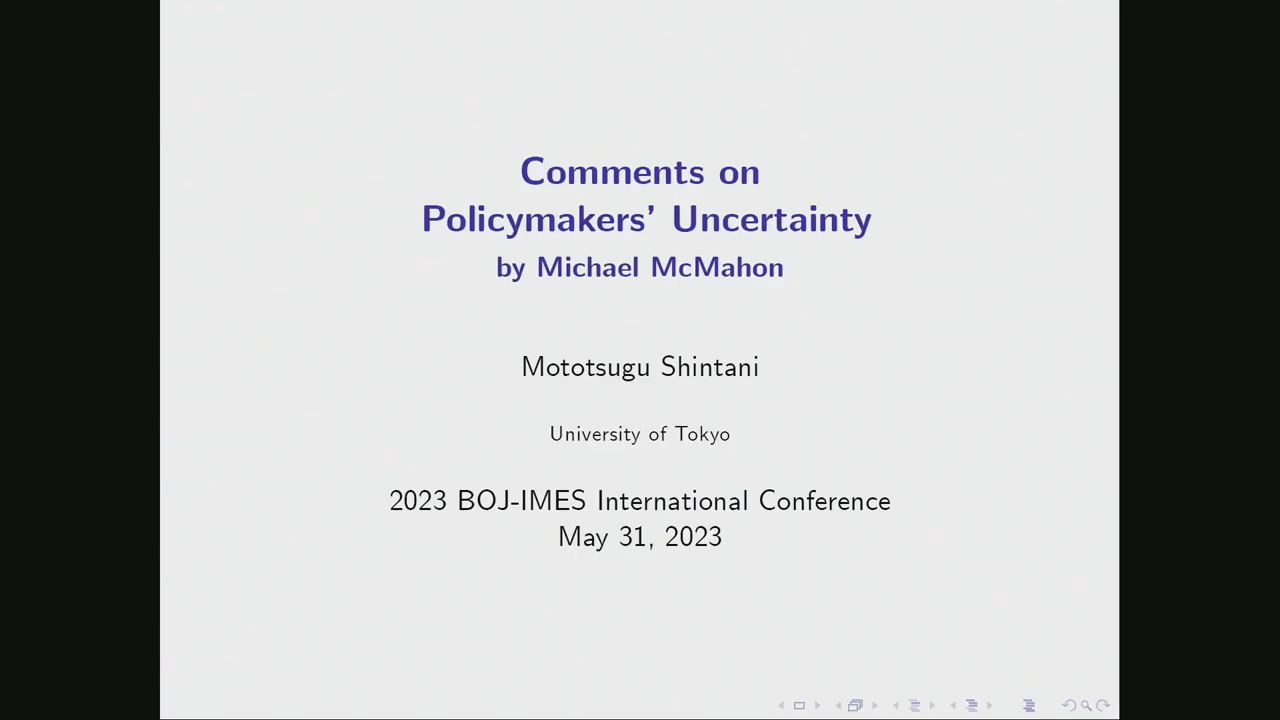 Comments on
Policymakers' Uncertainty
by Michael McMahon
Mototsugu Shintani
University of Tokyo
2023 BOJ-IMES International Conference
May 31, 2023